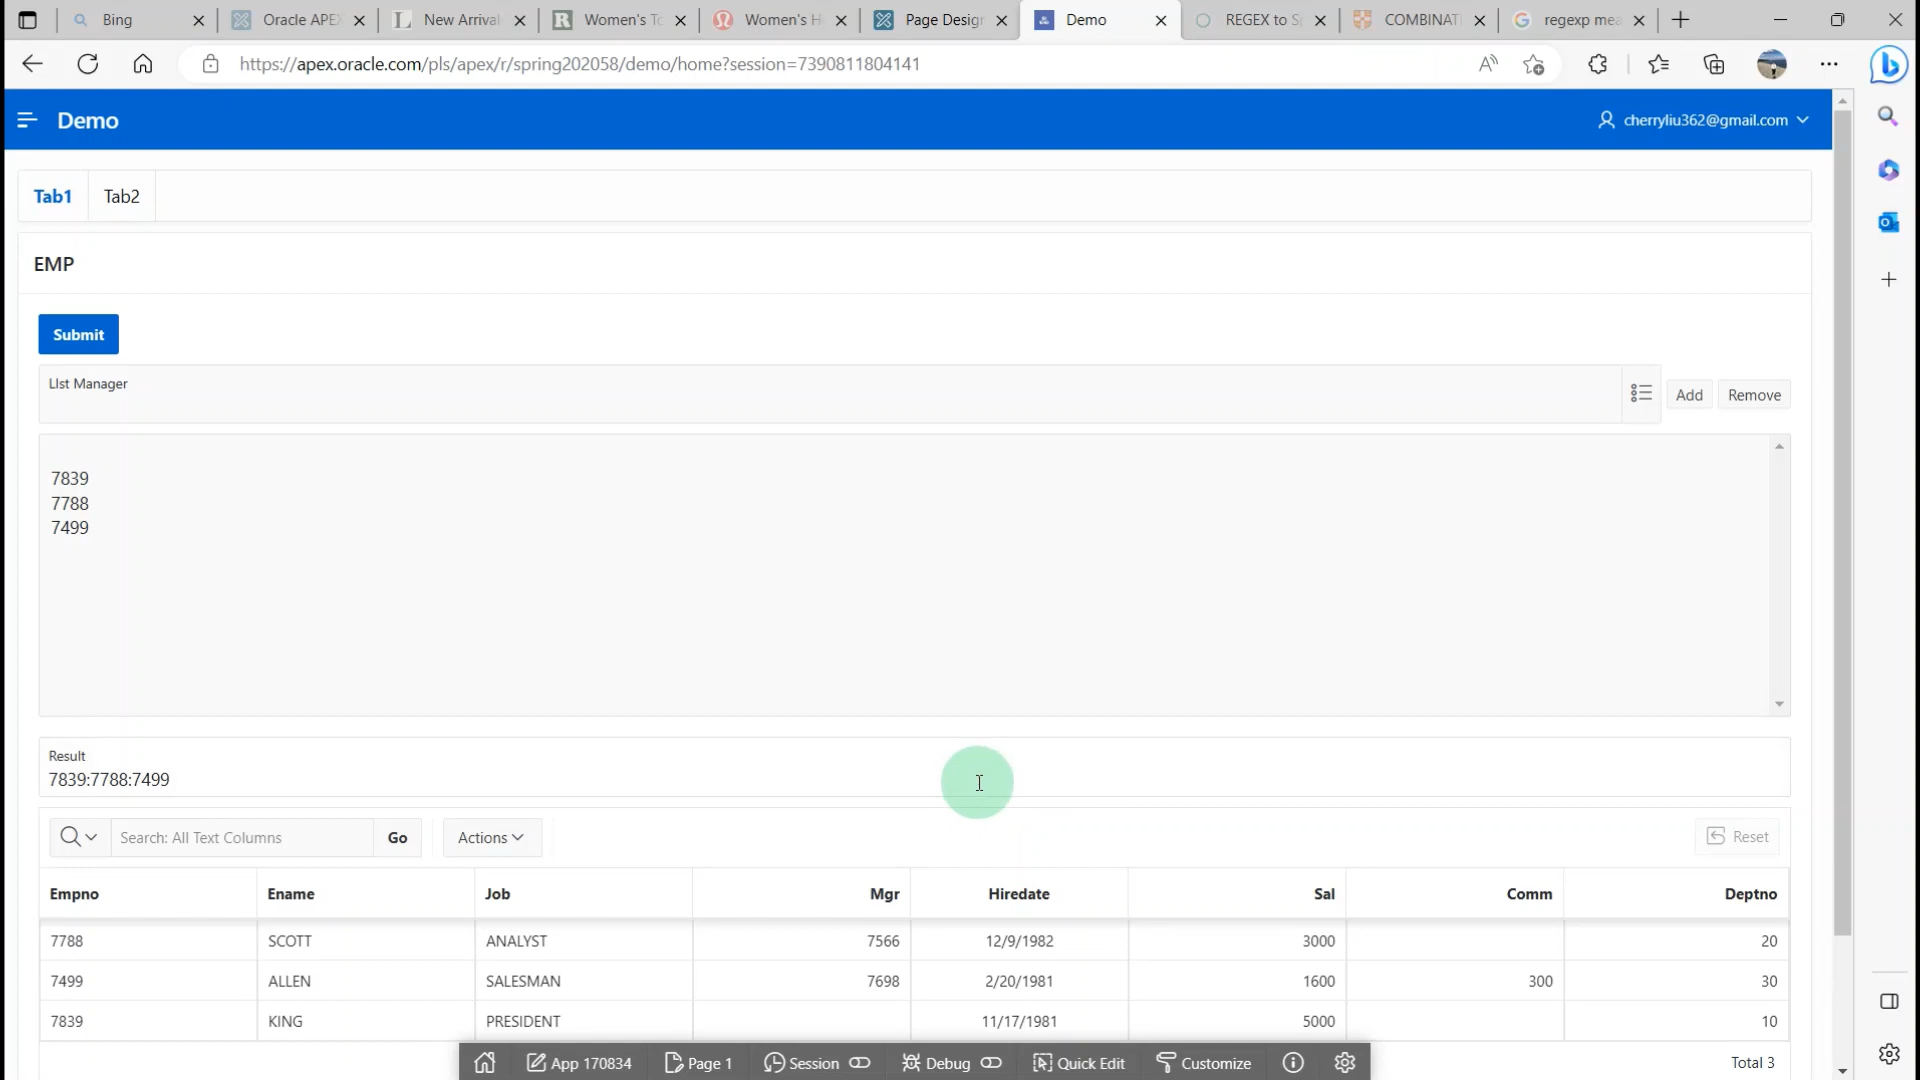 Bing
Oracle APEX
New Arrival
Women's To
Women's H
Page Design
Demo
REGEX to S
COMBINAT
regexp mea
https://apex.oracle.com/pls/apex/r/spring202058/demo/home?session=7390811804141
Demo
cherryliu362@gmail.com
Tab1 Tab2
EMP
Submit
LIst Manager
Add Remove
7839
7788
7499
Result
7839:7788:7499
Search: All Text Columns Go Actions Reset
Empno Ename Job Mgr Hiredate Sal Comm Deptno
7788 SCOTT ANALYST 7566 12/9/1982 3000 20
7499 ALLEN SALESMAN 7698 2/20/1981 1600 300 30
7839 KING PRESIDENT 11/17/1981 5000 10
Total 3
App 170834 Page 1 Session Debug Quick Edit Customize